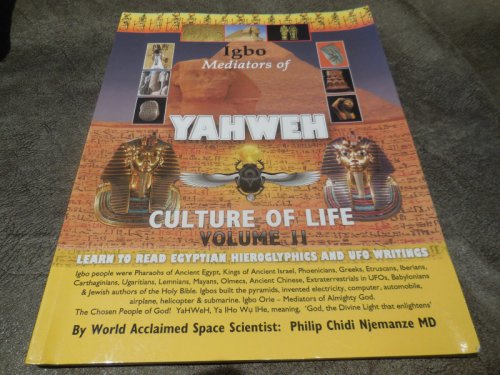 Igbo
Mediators of
YAHWEH
CULTURE OF LIFE
VOLUME II
LEARN TO READ EGYPTIAN HIEROGLYPHICS AND UFO WRITINGS
Igbo people were Pharaohs of Ancient Egypt, Kings of Ancient Israel, Phoenicians, Greeks, Etruscans, Iberians,
Carthaginians, Ugaritians, Lemnians, Mayans, Olmecs, Ancient Chinese, Extraterrestrials in UFOs, Babylonians
& Jewish authors of the Holy Bible. Igbos built the pyramids, invented electricity, computer, automobile,
airplane, helicopter & submarine. Igbo Orie – Mediators of Almighty God.
The Chosen People of God! YaHWeH, Ya IHo Wụ IHe, meaning, 'God, the Divine Light that enlightens'
By World Acclaimed Space Scientist: Philip Chidi Njemanze MD